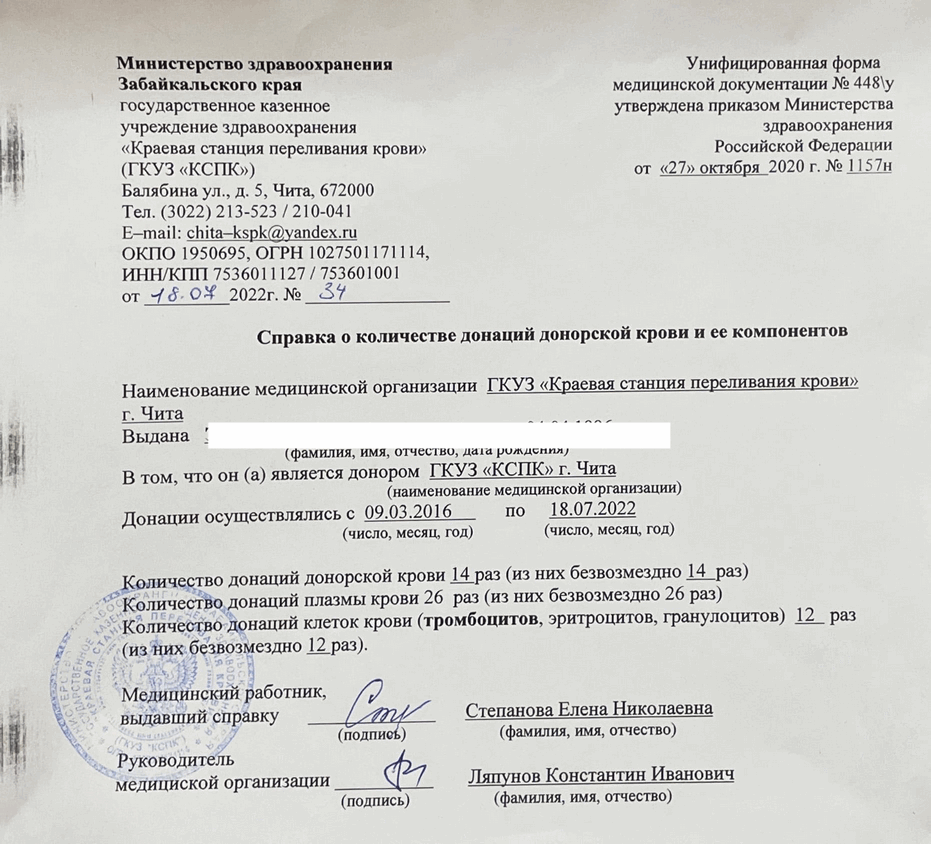 Министерство здравоохранения
Забайкальского края
государственное казенное
учреждение здравоохранения
«Краевая станция переливания крови»
(ГКУЗ «КСПК»)
Балябина ул., д. 5, Чита, 672000
Тел. (3022) 213-523 / 210-041
E–mail: chita–kspk@yandex.ru
ОКПО 1950695, ОГРН 1027501171114,
ИНН/КПП 7536011127 / 753601001
от 18.07 2022г. № 34
Унифицированная форма
медицинской документации № 448\у
утверждена приказом Министерства
здравоохранения
Российской Федерации
от «27» октября 2020 г. № 1157н
Справка о количестве донаций донорской крови и ее компонентов
Наименование медицинской организации ГКУЗ «Краевая станция переливания крови»
г. Чита
Выдана
(фамилия, имя, отчество, дата рождения)
В том, что он (а) является донором ГКУЗ «КСПК» г. Чита
(наименование медицинской организации)
Донации осуществлялись с 09.03.2016 по 18.07.2022
(число, месяц, год) (число, месяц, год)
Количество донаций донорской крови 14 раз (из них безвозмездно 14 раз)
Количество донаций плазмы крови 26 раз (из них безвозмездно 26 раз)
Количество донаций клеток крови (тромбоцитов, эритроцитов, гранулоцитов) 12 раз
(из них безвозмездно 12 раз).
Медицинский работник,
выдавший справку Степанова Елена Николаевна
(подпись) (фамилия, имя, отчество)
Руководитель
медициской организации Ляпунов Константин Иванович
(подпись) (фамилия, имя, отчество)
(ГКУЗ "КСПК")